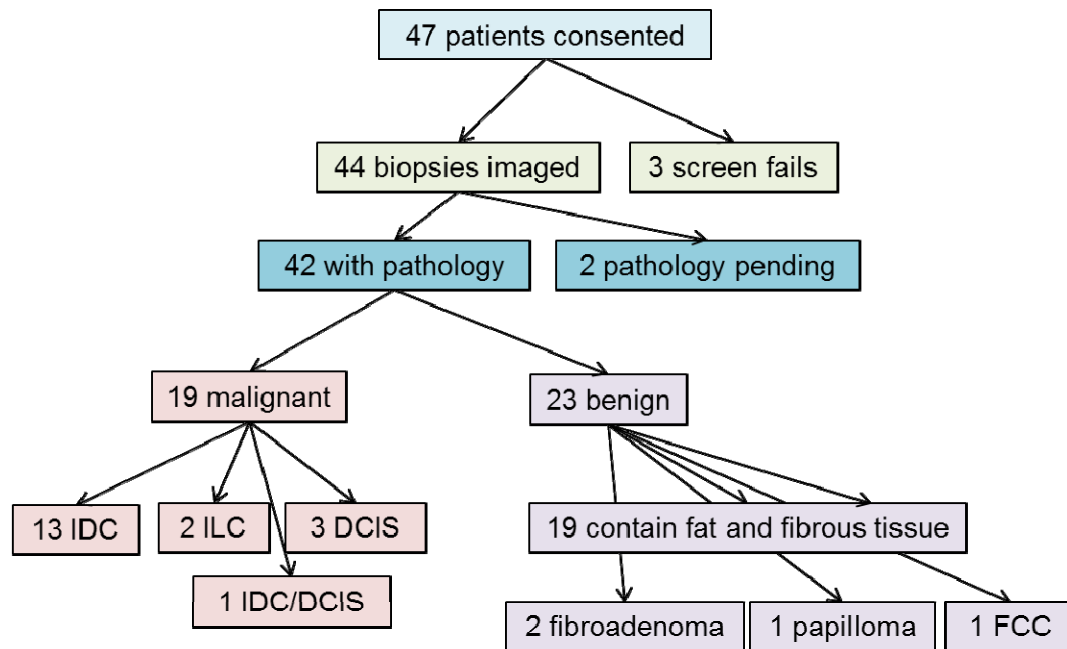 47 patients consented
44 biopsies imaged
3 screen fails
42 with pathology
2 pathology pending
19 malignant
23 benign
13 IDC
2 ILC
3 DCIS
19 contain fat and fibrous tissue
1 IDC/DCIS
2 fibroadenoma
1 papilloma
1 FCC